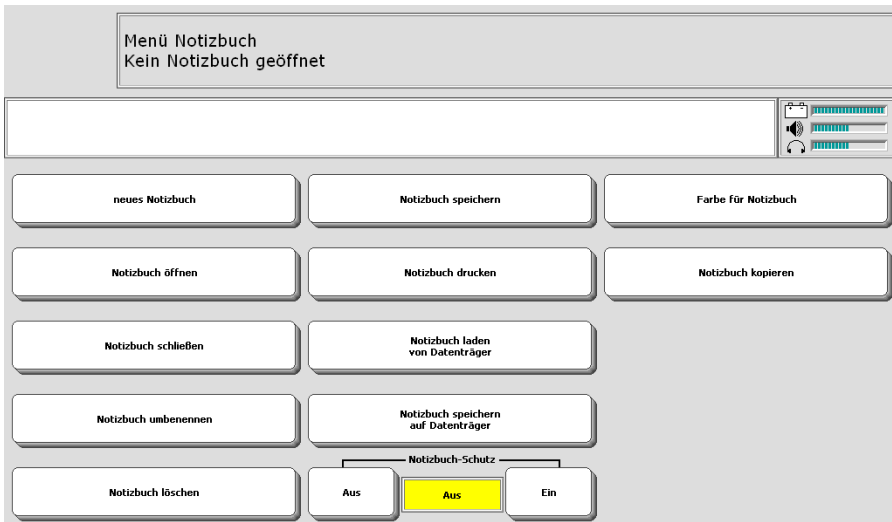 Menü Notizbuch
Kein Notizbuch geöffnet
neues Notizbuch
Notizbuch speichern
Farbe für Notizbuch
Notizbuch öffnen
Notizbuch drucken
Notizbuch kopieren
Notizbuch schließen
Notizbuch laden
von Datenträger
Notizbuch umbenennen
Notizbuch speichern
auf Datenträger
Notizbuch löschen
Notizbuch-Schutz
Aus
Aus
Ein